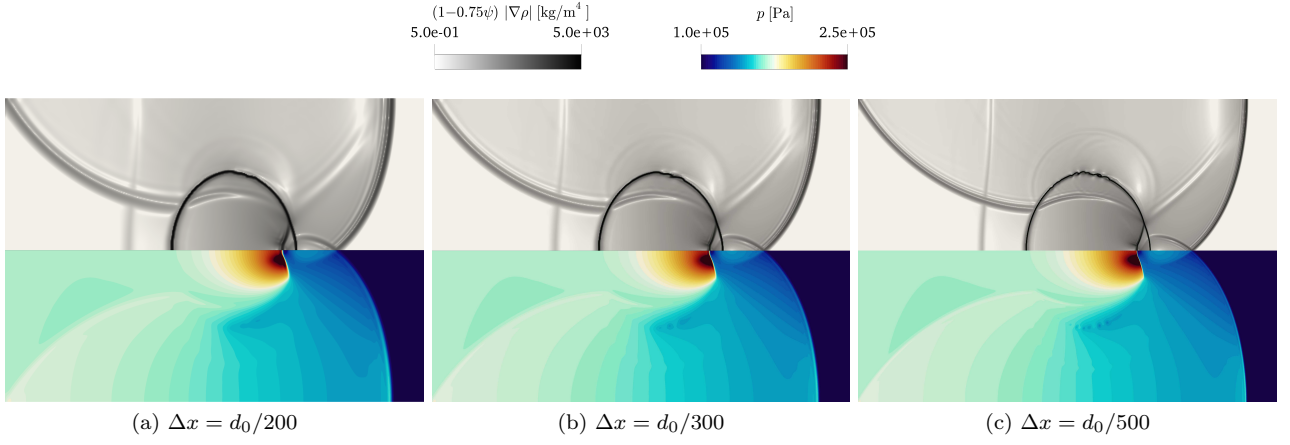 (1−0.75ψ) |∇ρ| [kg/m⁴ ]
5.0e-01 5.0e+03
p [Pa]
1.0e+05 2.5e+05
(a) Δx = d₀/200
(b) Δx = d₀/300
(c) Δx = d₀/500